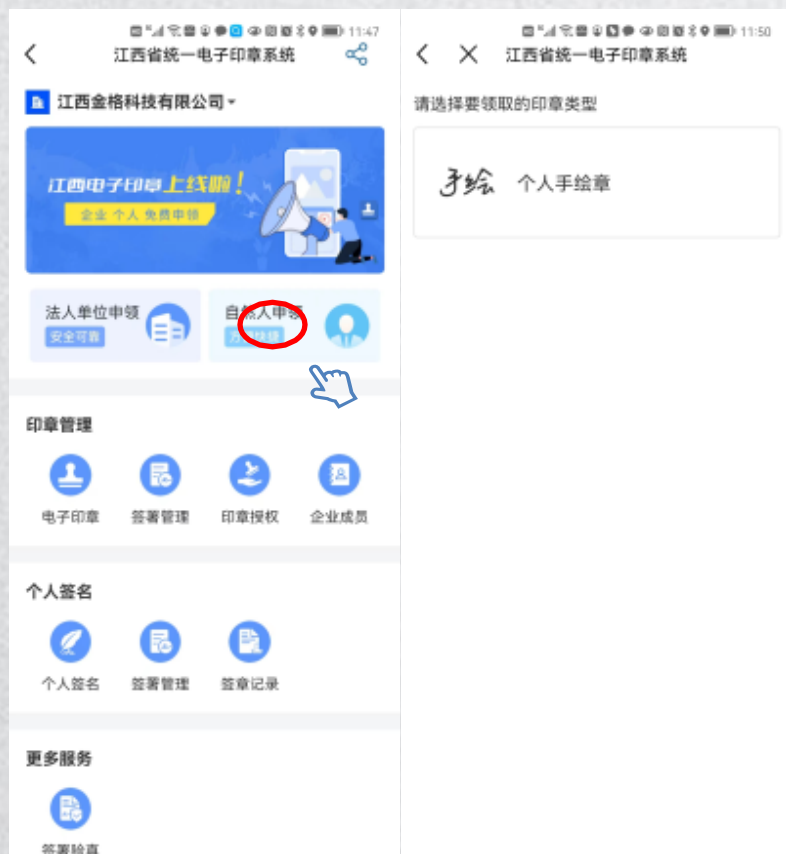 11:47
江西省统一电子印章系统
江西金格科技有限公司
江西电子印章上线啦!
企业 个人 免费申领
法人单位申领
安全可靠
自然人申领
印章管理
电子印章
签署管理
印章授权
企业成员
个人签名
个人签名
签署管理
签章记录
更多服务
签署验真
11:50
江西省统一电子印章系统
请选择要领取的印章类型
手绘
个人手绘章